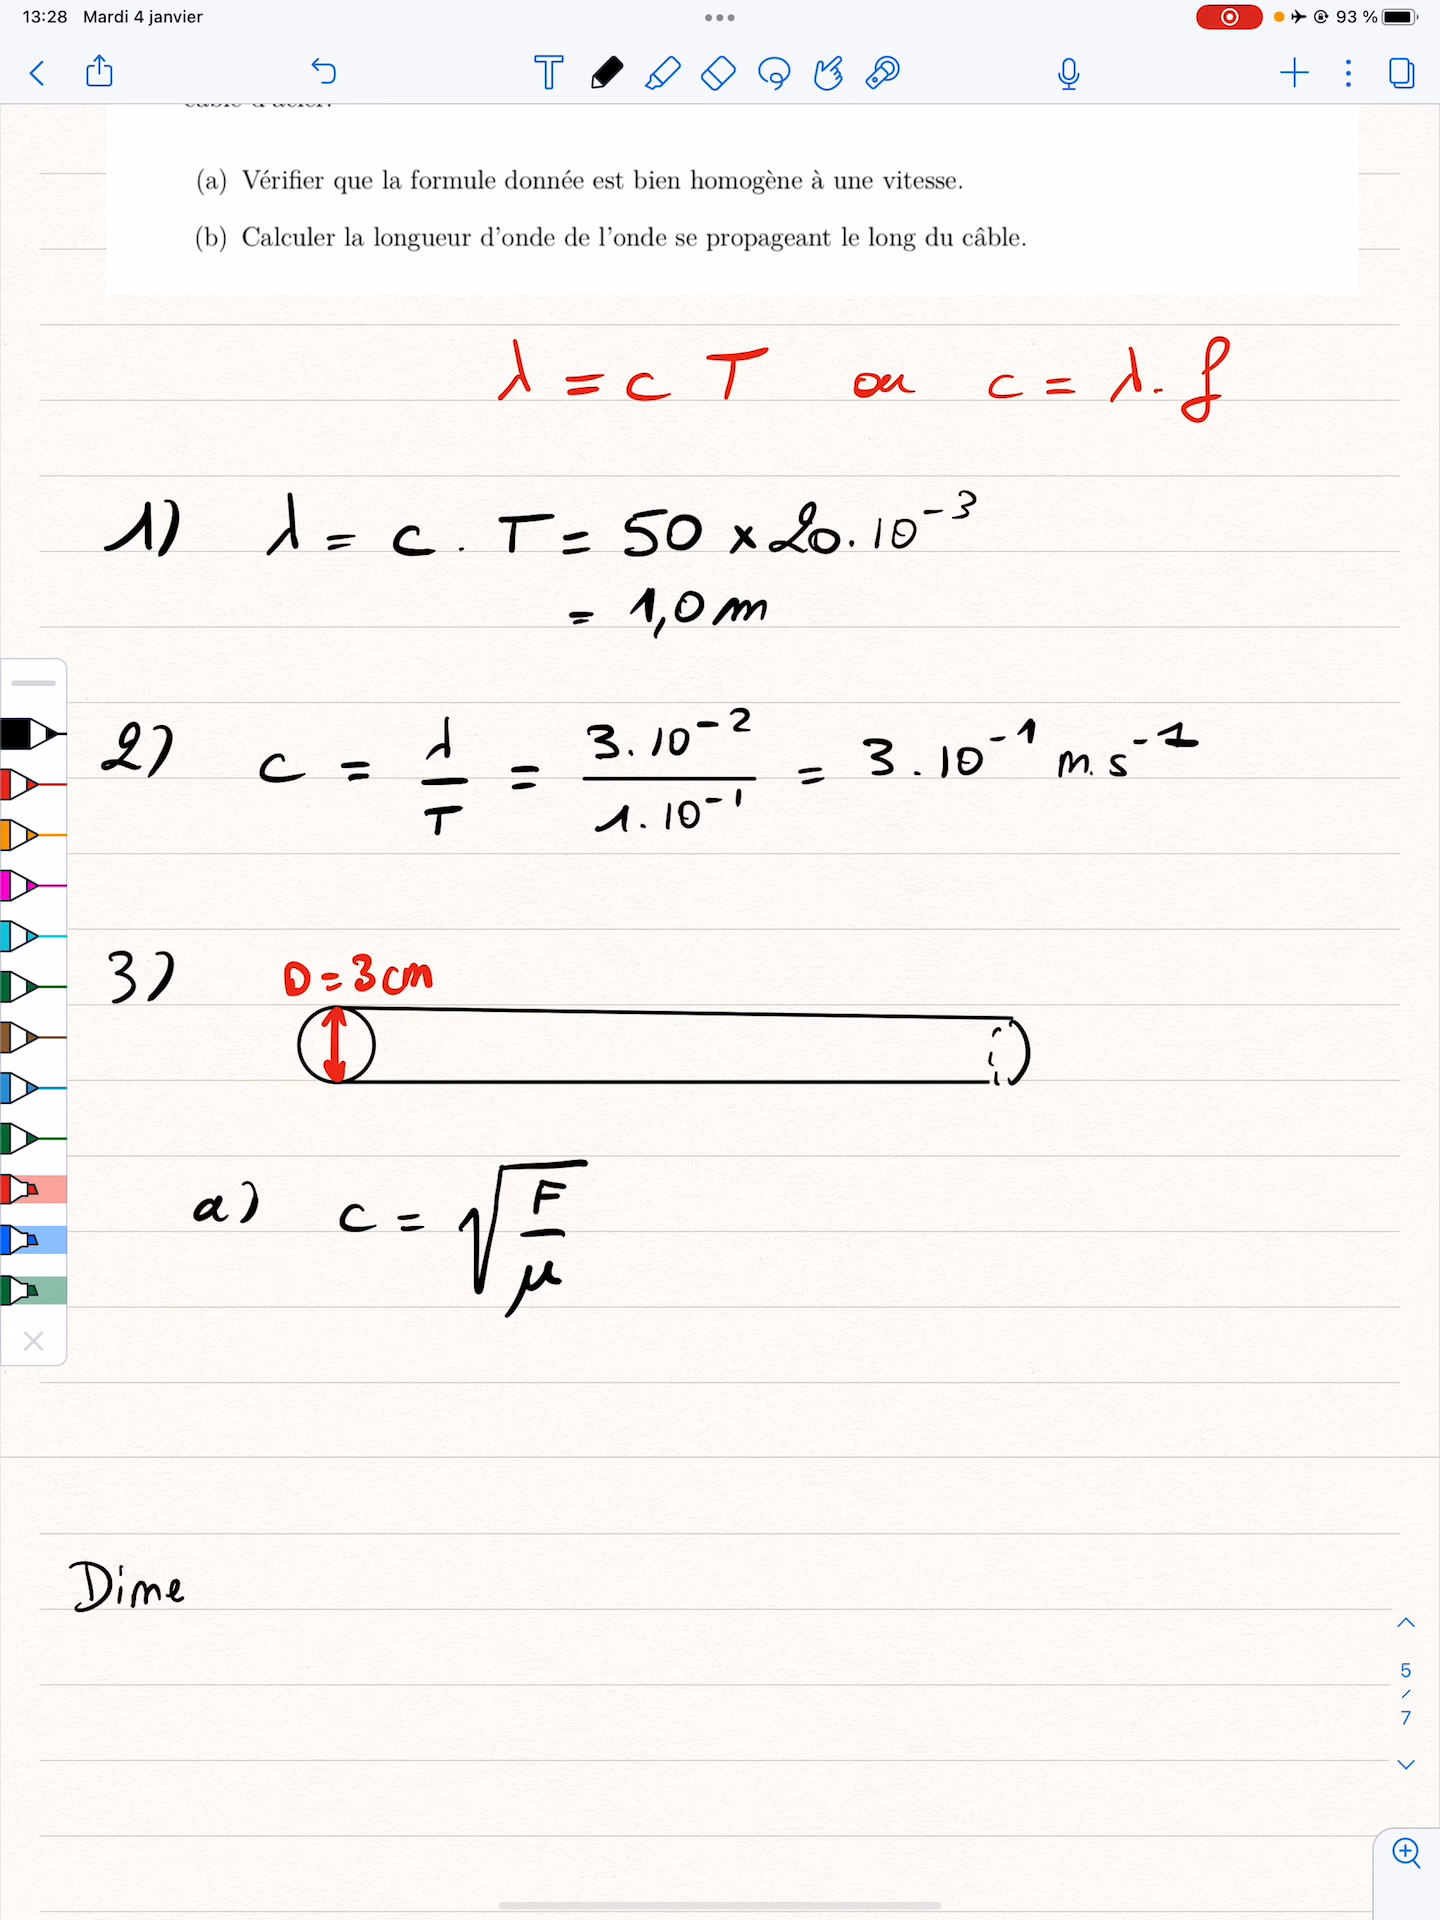 13:28 Mardi 4 janvier 93 %
câble d'acier.
(a) Vérifier que la formule donnée est bien homogène à une vitesse.
(b) Calculer la longueur d'onde de l'onde se propageant le long du câble.
λ = c T ou c = λ . f
1) λ = c . T = 50 × 20 . 10⁻³
= 1,0 m
2) c = λ/T = 3 . 10⁻² / 1 . 10⁻¹ = 3 . 10⁻¹ m . s⁻¹
3) D = 3 cm
a) c = √(F/μ)
Dime
5 / 7